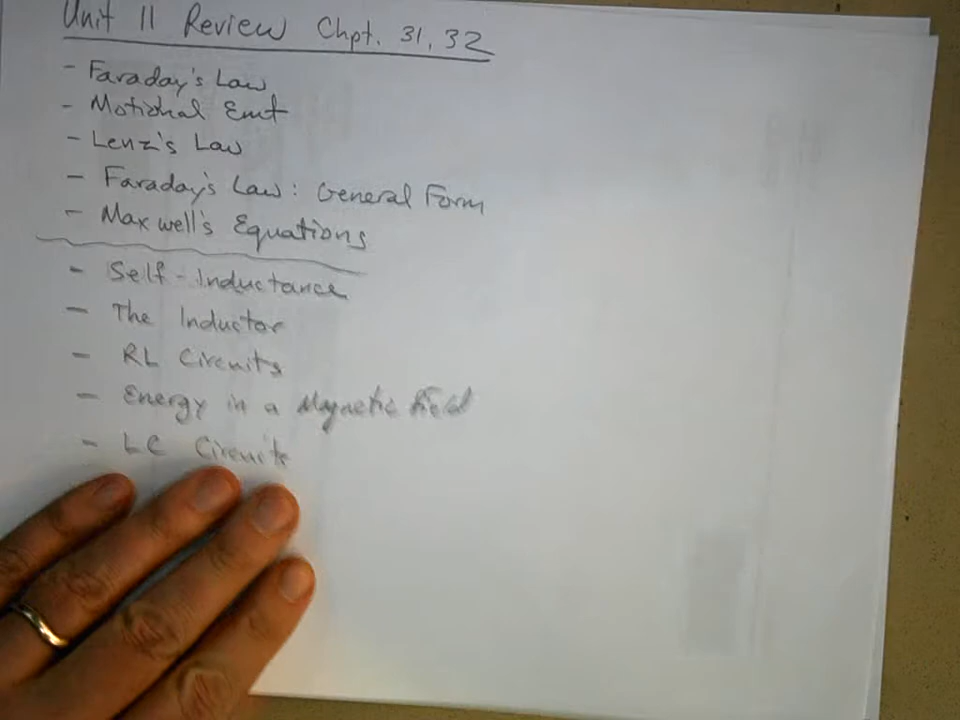 Unit 11 Review Chpt. 31, 32
- Faraday's Law
- Motional Emf
- Lenz's Law
- Faraday's Law: General Form
- Maxwell's Equations
- Self-Inductance
- The Inductor
- RL Circuits
- Energy in a Magnetic Field
- LC Circuits